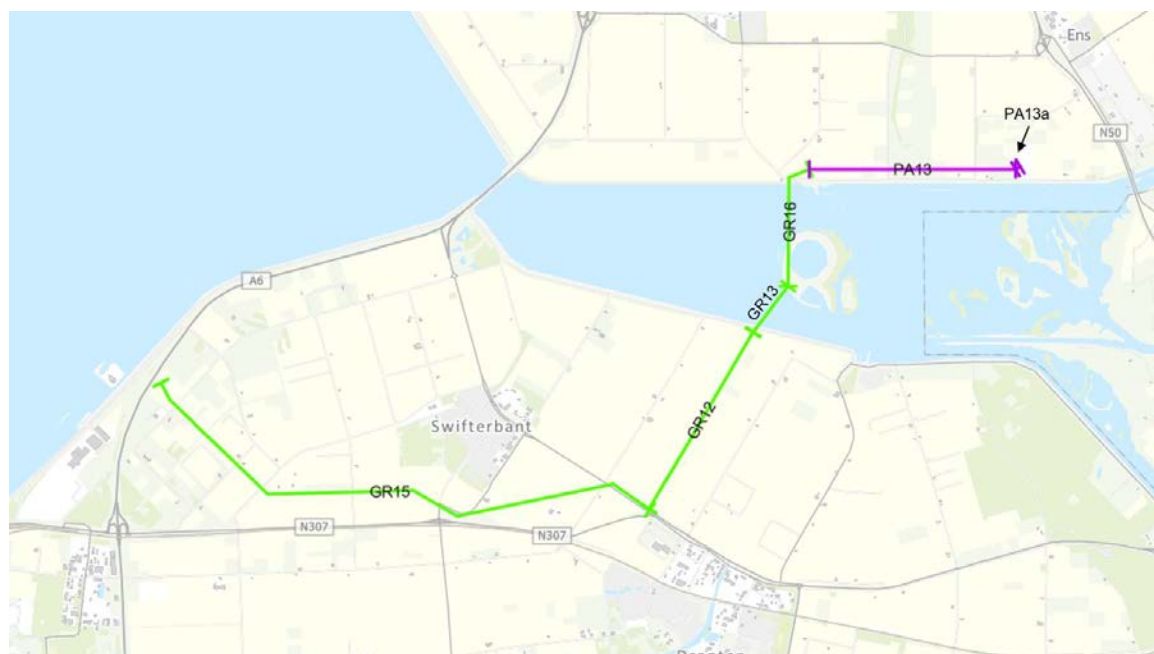 Ens
PA13a
N50
PA13
GR16
A6
GR13
GR12
Swifterbant
GR15
N307
N307